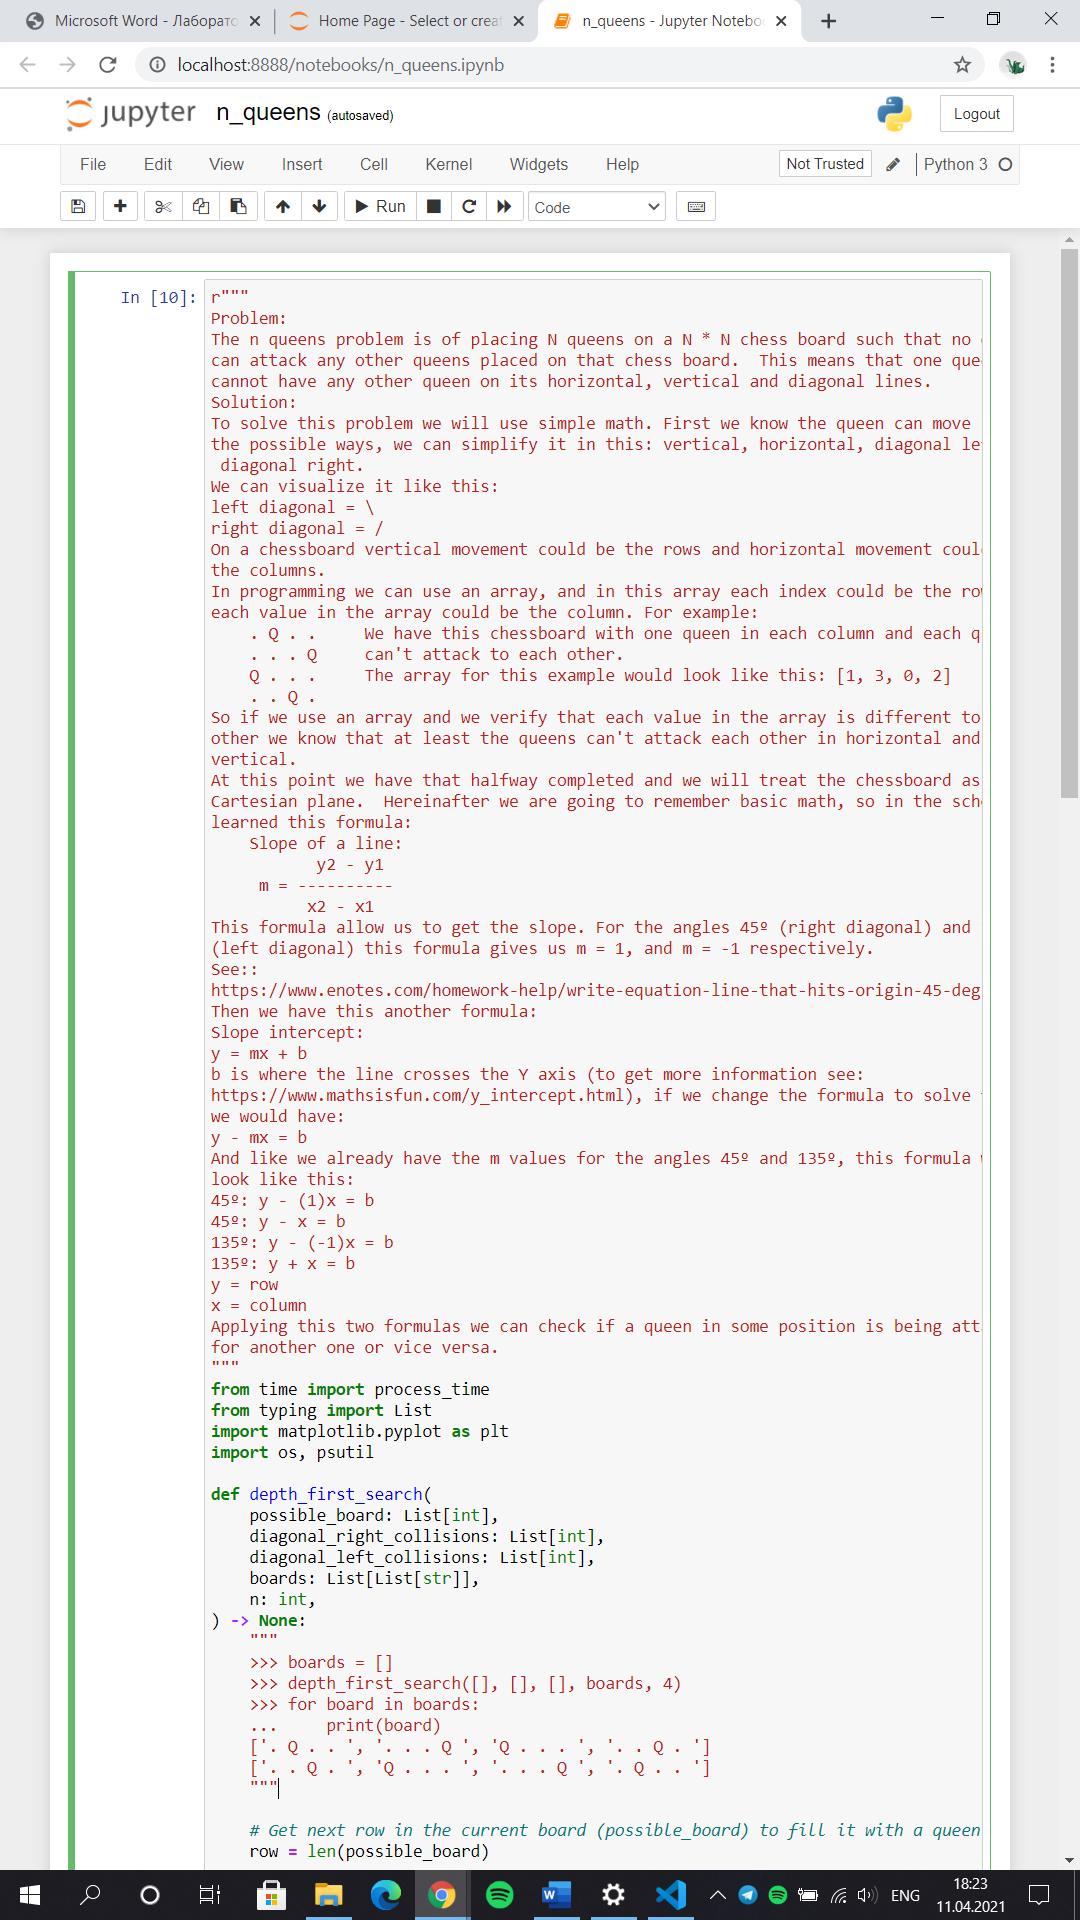 Microsoft Word - Лаборато
Home Page - Select or creat
n_queens - Jupyter Notebo
localhost:8888/notebooks/n_queens.ipynb
jupyter n_queens (autosaved)
Logout
File Edit View Insert Cell Kernel Widgets Help
Not Trusted
Python 3
Run
Code
In [10]: r"""
Problem:
The n queens problem is of placing N queens on a N * N chess board such that no
can attack any other queens placed on that chess board.  This means that one que
cannot have any other queen on its horizontal, vertical and diagonal lines.
Solution:
To solve this problem we will use simple math. First we know the queen can move
the possible ways, we can simplify it in this: vertical, horizontal, diagonal le
 diagonal right.
We can visualize it like this:
left diagonal = \
right diagonal = /
On a chessboard vertical movement could be the rows and horizontal movement coul
the columns.
In programming we can use an array, and in this array each index could be the row
each value in the array could be the column. For example:
    . Q . .     We have this chessboard with one queen in each column and each q
    . . . Q     can't attack to each other.
    Q . . .     The array for this example would look like this: [1, 3, 0, 2]
    . . Q .
So if we use an array and we verify that each value in the array is different to
other we know that at least the queens can't attack each other in horizontal and
vertical.
At this point we have that halfway completed and we will treat the chessboard as
Cartesian plane.  Hereinafter we are going to remember basic math, so in the sch
learned this formula:
    Slope of a line:
           y2 - y1
     m = ----------
          x2 - x1
This formula allow us to get the slope. For the angles 45º (right diagonal) and
(left diagonal) this formula gives us m = 1, and m = -1 respectively.
See::
https://www.enotes.com/homework-help/write-equation-line-that-hits-origin-45-deg
Then we have this another formula:
Slope intercept:
y = mx + b
b is where the line crosses the Y axis (to get more information see:
https://www.mathsisfun.com/y_intercept.html), if we change the formula to solve
we would have:
y - mx = b
And like we already have the m values for the angles 45º and 135º, this formula
look like this:
45º: y - (1)x = b
45º: y - x = b
135º: y - (-1)x = b
135º: y + x = b
y = row
x = column
Applying this two formulas we can check if a queen in some position is being att
for another one or vice versa.
"""
from time import process_time
from typing import List
import matplotlib.pyplot as plt
import os, psutil
def depth_first_search(
    possible_board: List[int],
    diagonal_right_collisions: List[int],
    diagonal_left_collisions: List[int],
    boards: List[List[str]],
    n: int,
) -> None:
    """
    >>> boards = []
    >>> depth_first_search([], [], [], boards, 4)
    >>> for board in boards:
    ...     print(board)
    ['. Q . . ', '. . . Q ', 'Q . . . ', '. . Q . ']
    ['. . Q . ', 'Q . . . ', '. . . Q ', '. Q . . ']
    """
    # Get next row in the current board (possible_board) to fill it with a queen
    row = len(possible_board)
ENG
18:23
11.04.2021